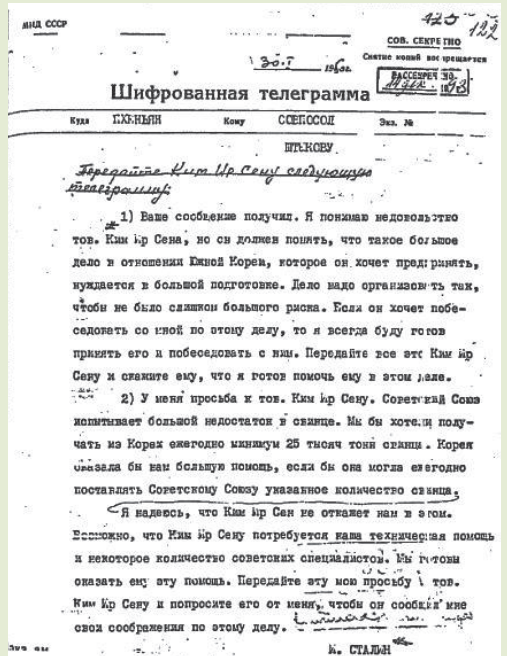 МИД СССР
125
122
СОВ. СЕКРЕТНО
Снятие копий воспрещается
30.I
РАССЕКРЕЧЕНО
Шифрованная телеграмма
Куда ПХЕНЬЯН Кому СОВПОСОЛ Экз. №
ШТЫКОВУ.
Передайте Ким Ир Сену следующую
телеграмму:
1) Ваше сообщение получил. Я понимаю недовольство
тов. Ким Ир Сена, но он должен понять, что такое большое
дело в отношении Южной Кореи, которое он хочет предпринять,
нуждается в большой подготовке. Дело надо организовать так,
чтобы не было слишком большого риска. Если он хочет побе-
седовать со мной по этому делу, то я всегда буду готов
принять его и побеседовать с ним. Передайте все это Ким Ир
Сену и скажите ему, что я готов помочь ему в этом деле.
2) У меня просьба к тов. Ким Ир Сену. Советский Союз
испытывает большой недостаток в свинце. Мы бы хотели полу-
чать из Кореи ежегодно минимум 25 тысяч тонн свинца. Корея
оказала бы нам большую помощь, если бы она могла ежегодно
поставлять Советскому Союзу указанное количество свинца.
Я надеюсь, что Ким Ир Сен не откажет нам в этом.
Возможно, что Ким Ир Сену потребуется наша техническая помощь
и некоторое количество советских специалистов. Мы готовы
оказать ему эту помощь. Передайте эту мою просьбу тов.
Ким Ир Сену и попросите его от меня, чтобы он сообщил мне
свои соображения по этому делу.
И. СТАЛИН